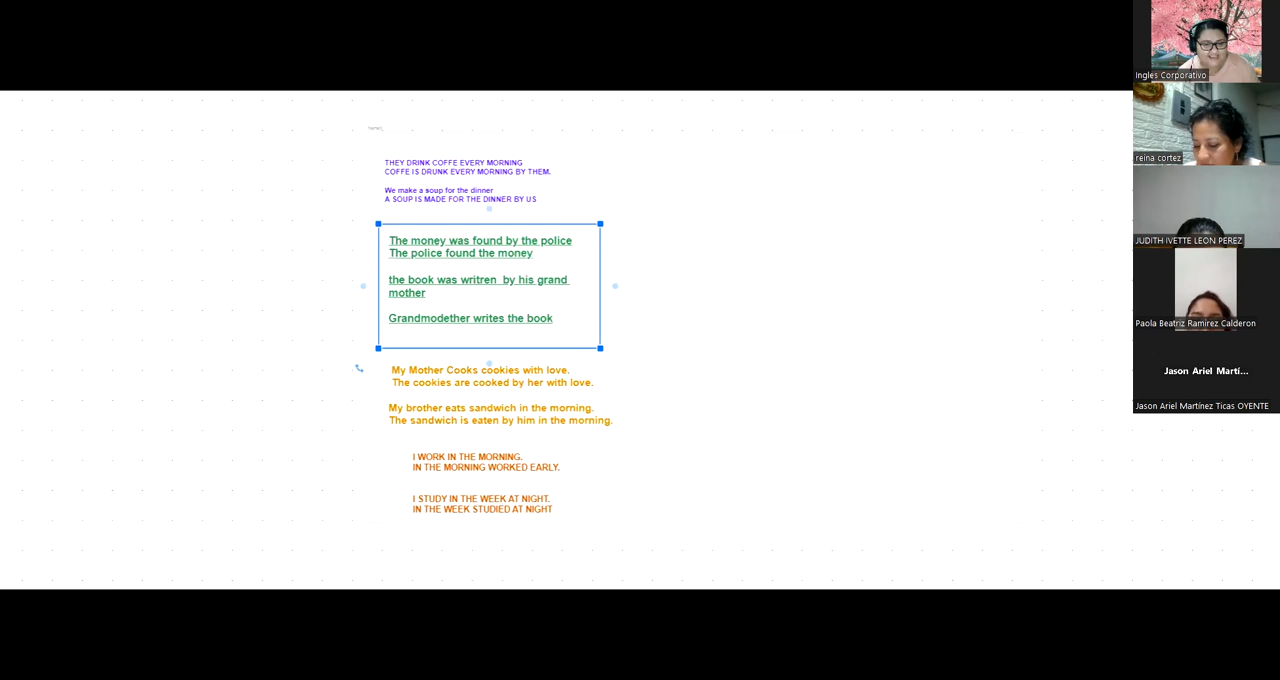 THEY DRINK COFFE EVERY MORNING
COFFE IS DRUNK EVERY MORNING BY THEM.
We make a soup for the dinner
A SOUP IS MADE FOR THE DINNER BY US
The money was found by the police
The police found the money
the book was writren by his grand
mother
Grandmodether writes the book
My Mother Cooks cookies with love.
The cookies are cooked by her with love.
My brother eats sandwich in the morning.
The sandwich is eaten by him in the morning.
I WORK IN THE MORNING.
IN THE MORNING WORKED EARLY.
I STUDY IN THE WEEK AT NIGHT.
IN THE WEEK STUDIED AT NIGHT
Ingles Corporativo
reina cortez
JUDITH IVETTE LEON PEREZ
Paola Beatriz Ramirez Calderon
Jason Ariel Martí...
Jason Ariel Martínez Ticas OYENTE